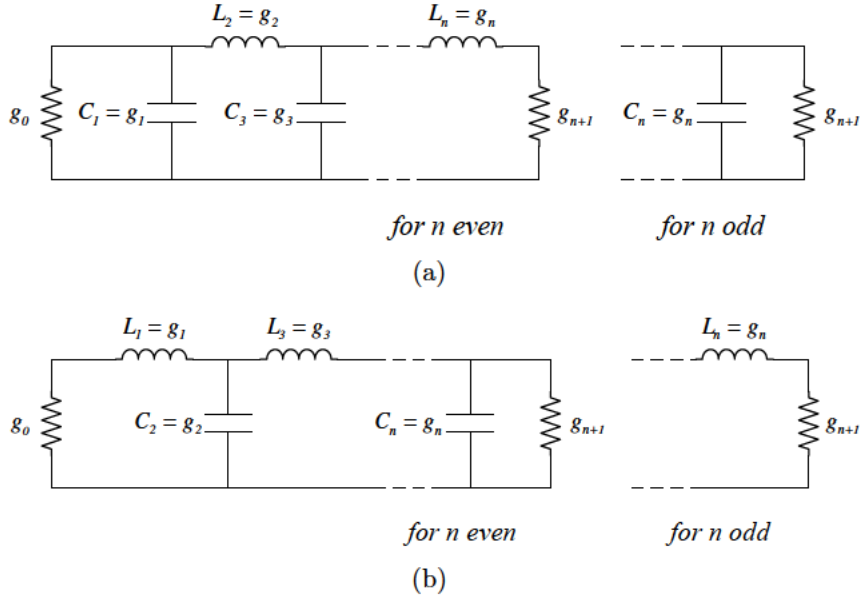 L₂ = g₂ Lₙ = gₙ
g₀ C₁ = g₁ C₃ = g₃ gₙ₊₁ Cₙ = gₙ gₙ₊₁
for n even for n odd
(a)
L₁ = g₁ L₃ = g₃ Lₙ = gₙ
g₀ C₂ = g₂ Cₙ = gₙ gₙ₊₁ gₙ₊₁
for n even for n odd
(b)